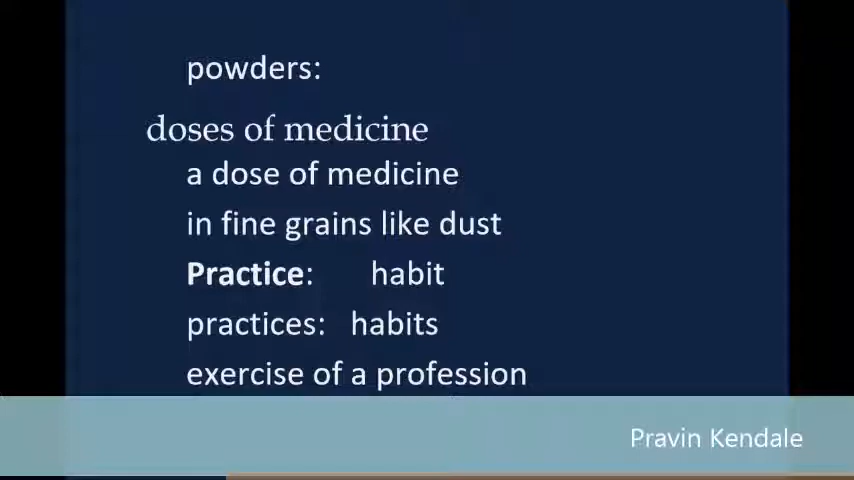 powders:
doses of medicine
a dose of medicine
in fine grains like dust
Practice: habit
practices: habits
exercise of a profession
Pravin Kendale